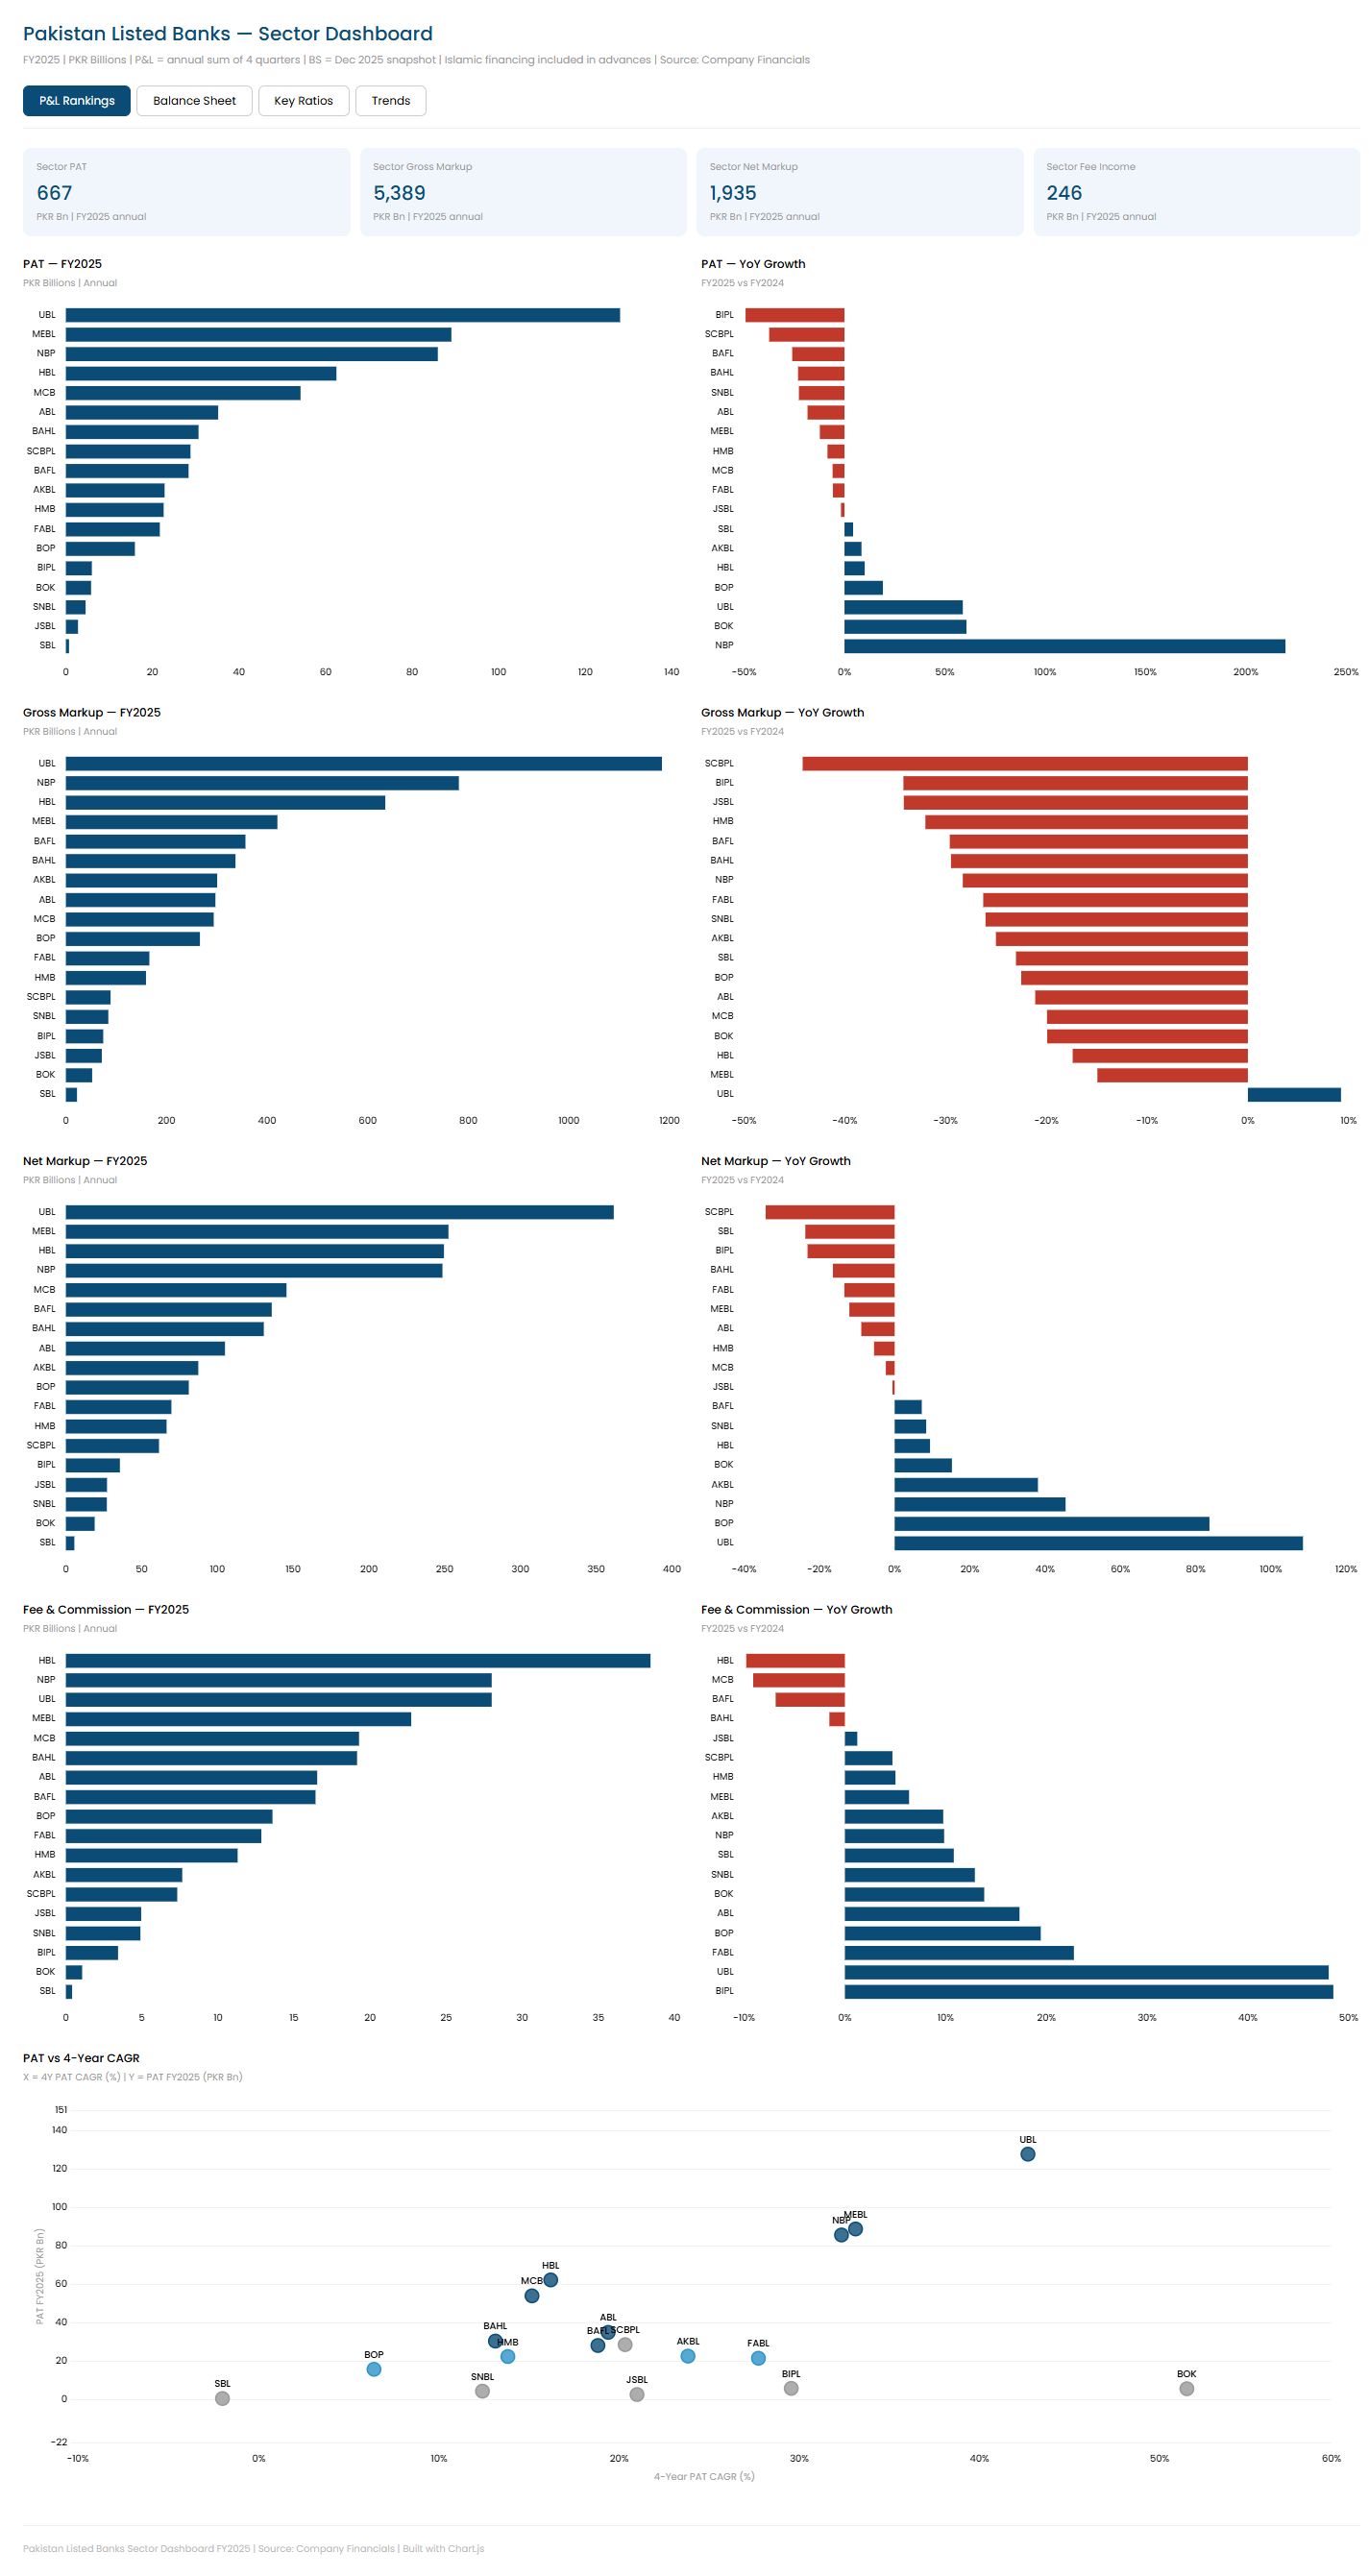 Pakistan Listed Banks — Sector Dashboard
FY2025 | PKR Billions | P&L = annual sum of 4 quarters | BS = Dec 2025 snapshot | Islamic financing included in advances | Source: Company Financials
P&L Rankings Balance Sheet Key Ratios Trends
Sector PAT
667
PKR Bn | FY2025 annual
Sector Gross Markup
5,389
PKR Bn | FY2025 annual
Sector Net Markup
1,935
PKR Bn | FY2025 annual
Sector Fee Income
246
PKR Bn | FY2025 annual
PAT — FY2025
PKR Billions | Annual
UBL
MEBL
NBP
HBL
MCB
ABL
BAHL
SCBPL
BAFL
AKBL
HMB
FABL
BOP
BIPL
BOK
SNBL
JSBL
SBL
0 20 40 60 80 100 120 140
PAT — YoY Growth
FY2025 vs FY2024
BIPL
SCBPL
BAFL
BAHL
SNBL
ABL
MEBL
HMB
MCB
FABL
JSBL
SBL
AKBL
HBL
BOP
UBL
BOK
NBP
-50% 0% 50% 100% 150% 200% 250%
Gross Markup — FY2025
PKR Billions | Annual
UBL
NBP
HBL
MEBL
BAFL
BAHL
AKBL
ABL
MCB
BOP
FABL
HMB
SCBPL
SNBL
BIPL
JSBL
BOK
SBL
0 200 400 600 800 1000 1200
Gross Markup — YoY Growth
FY2025 vs FY2024
SCBPL
BIPL
JSBL
HMB
BAFL
BAHL
NBP
FABL
SNBL
AKBL
SBL
BOP
ABL
MCB
BOK
HBL
MEBL
UBL
-50% -40% -30% -20% -10% 0% 10%
Net Markup — FY2025
PKR Billions | Annual
UBL
MEBL
HBL
NBP
MCB
BAFL
BAHL
ABL
AKBL
BOP
FABL
HMB
SCBPL
BIPL
JSBL
SNBL
BOK
SBL
0 50 100 150 200 250 300 350 400
Net Markup — YoY Growth
FY2025 vs FY2024
SCBPL
SBL
BIPL
BAHL
FABL
MEBL
ABL
HMB
MCB
JSBL
BAFL
SNBL
HBL
BOK
AKBL
NBP
BOP
UBL
-40% -20% 0% 20% 40% 60% 80% 100% 120%
Fee & Commission — FY2025
PKR Billions | Annual
HBL
NBP
UBL
MEBL
MCB
BAHL
ABL
BAFL
BOP
FABL
HMB
AKBL
SCBPL
JSBL
SNBL
BIPL
BOK
SBL
0 5 10 15 20 25 30 35 40
Fee & Commission — YoY Growth
FY2025 vs FY2024
HBL
MCB
BAFL
BAHL
JSBL
SCBPL
HMB
MEBL
AKBL
NBP
SBL
SNBL
BOK
ABL
BOP
FABL
UBL
BIPL
-10% 0% 10% 20% 30% 40% 50%
PAT vs 4-Year CAGR
X = 4Y PAT CAGR (%) | Y = PAT FY2025 (PKR Bn)
PAT FY2025 (PKR Bn)
151
140
120
100
80
60
40
20
0
-22
UBL
NBP MEBL
HBL
MCB
ABL
BAHL BAFL SCBPL
HMB AKBL FABL
BOP
SNBL JSBL BIPL BOK
SBL
-10% 0% 10% 20% 30% 40% 50% 60%
4-Year PAT CAGR (%)
Pakistan Listed Banks Sector Dashboard FY2025 | Source: Company Financials | Built with Chart.js